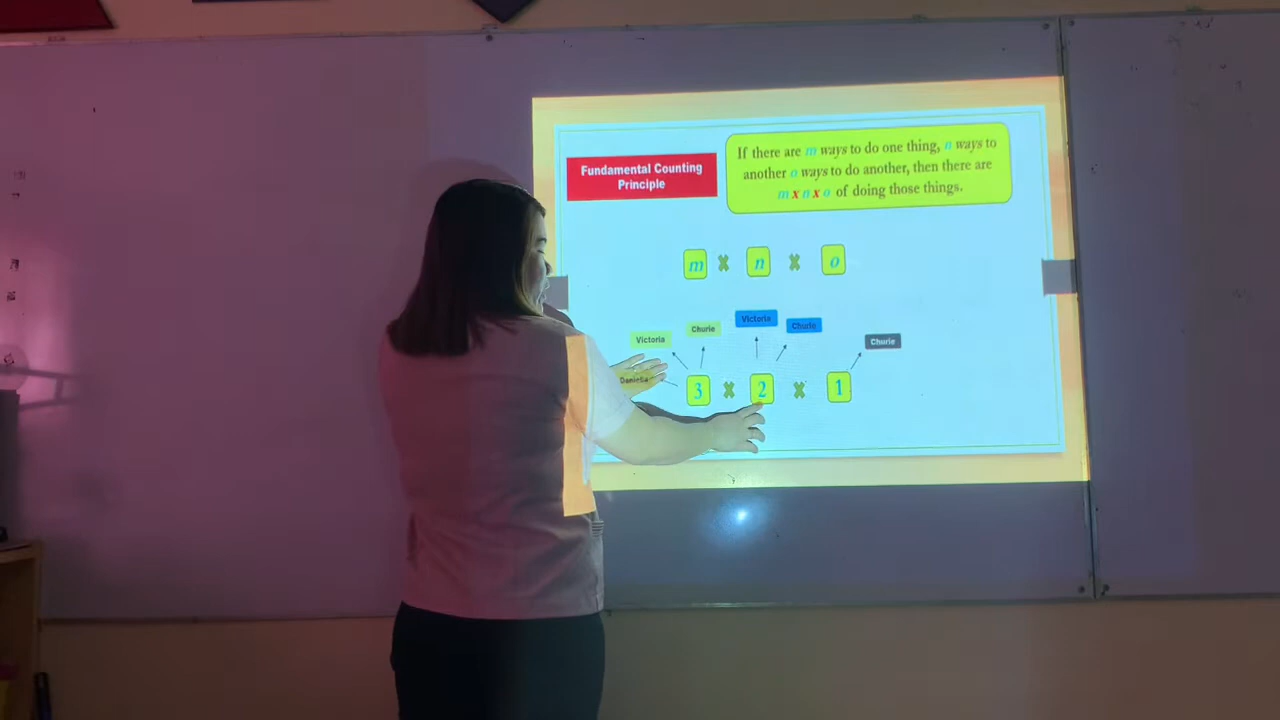 Fundamental Counting
Principle
If there are m ways to do one thing, n ways to
another o ways to do another, then there are
m x n x o of doing those things.
m x n x o
Victoria
Churie
Victoria
Churie
Churie
Daniella
3 x 2 x 1